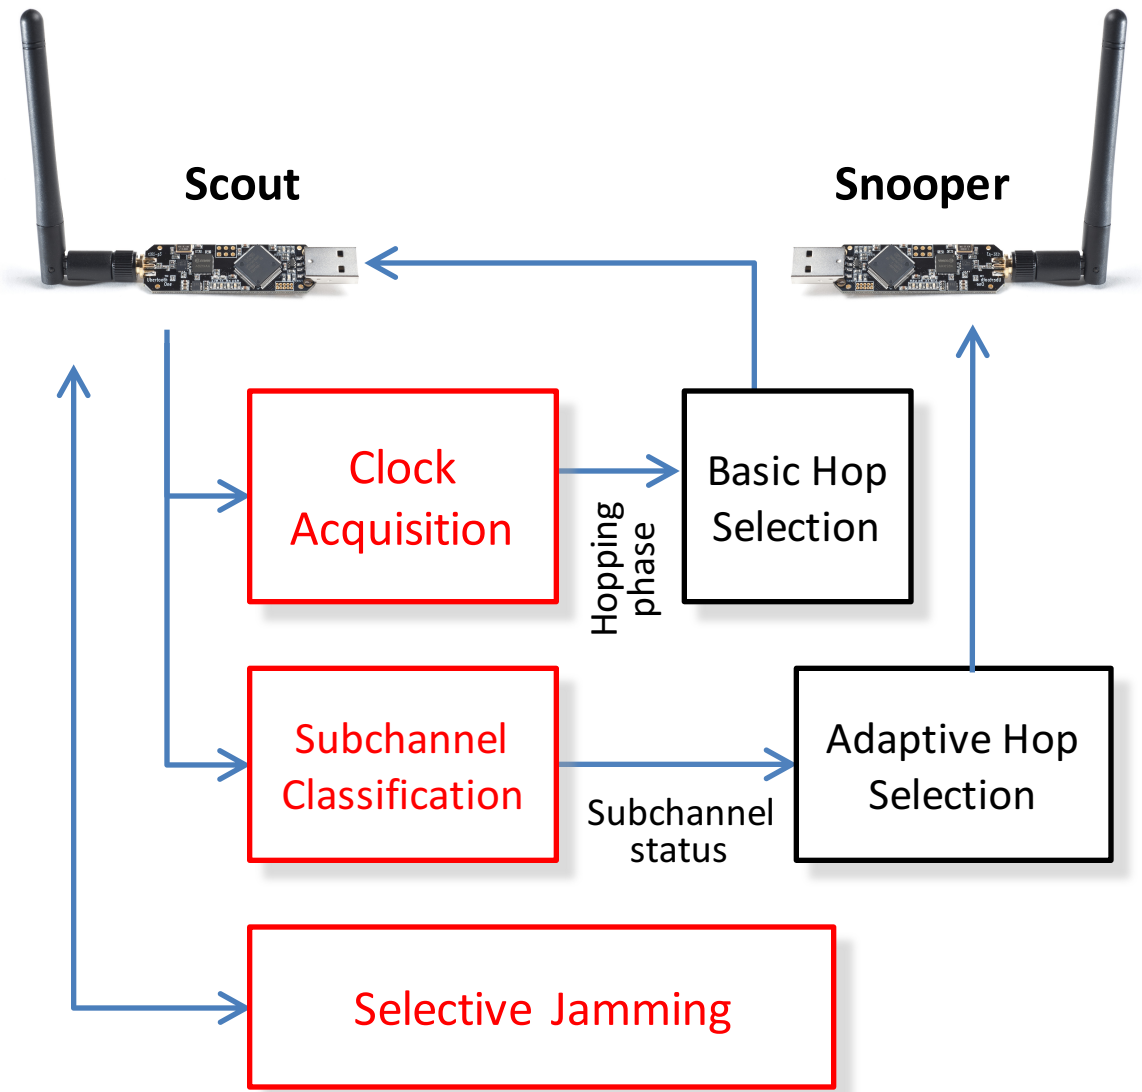 Scout
Snooper
Clock
Acquisition
Hopping
phase
Basic Hop
Selection
Subchannel
Classification
Subchannel
status
Adaptive Hop
Selection
Selective Jamming